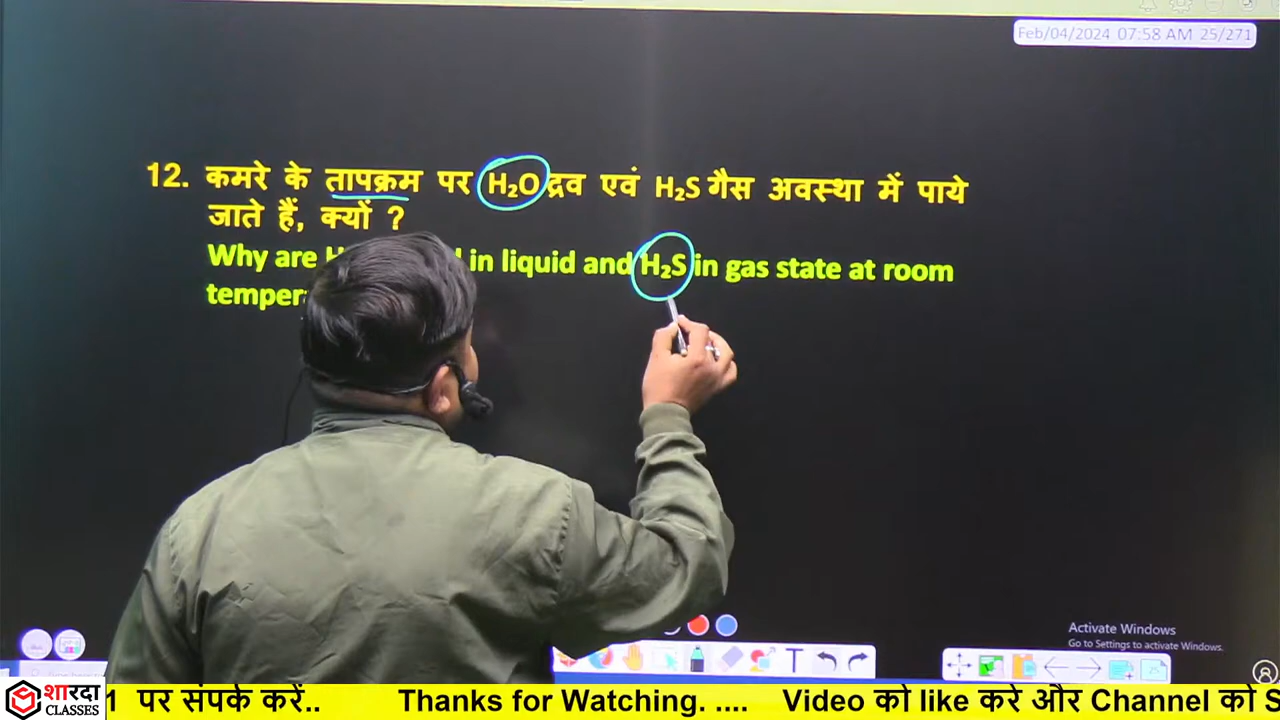 Feb/04/2024 07:58 AM 25/271
12. कमरे के तापक्रम पर H₂O द्रव एवं H₂S गैस अवस्था में पाये
जाते हैं, क्यों ?
Why are in liquid and H₂S in gas state at room
Activate Windows
Go to Settings to activate Windows.
शारदा
CLASSES
1 पर संपर्क करें.. Thanks for Watching. .... Video को like करे और Channel को S